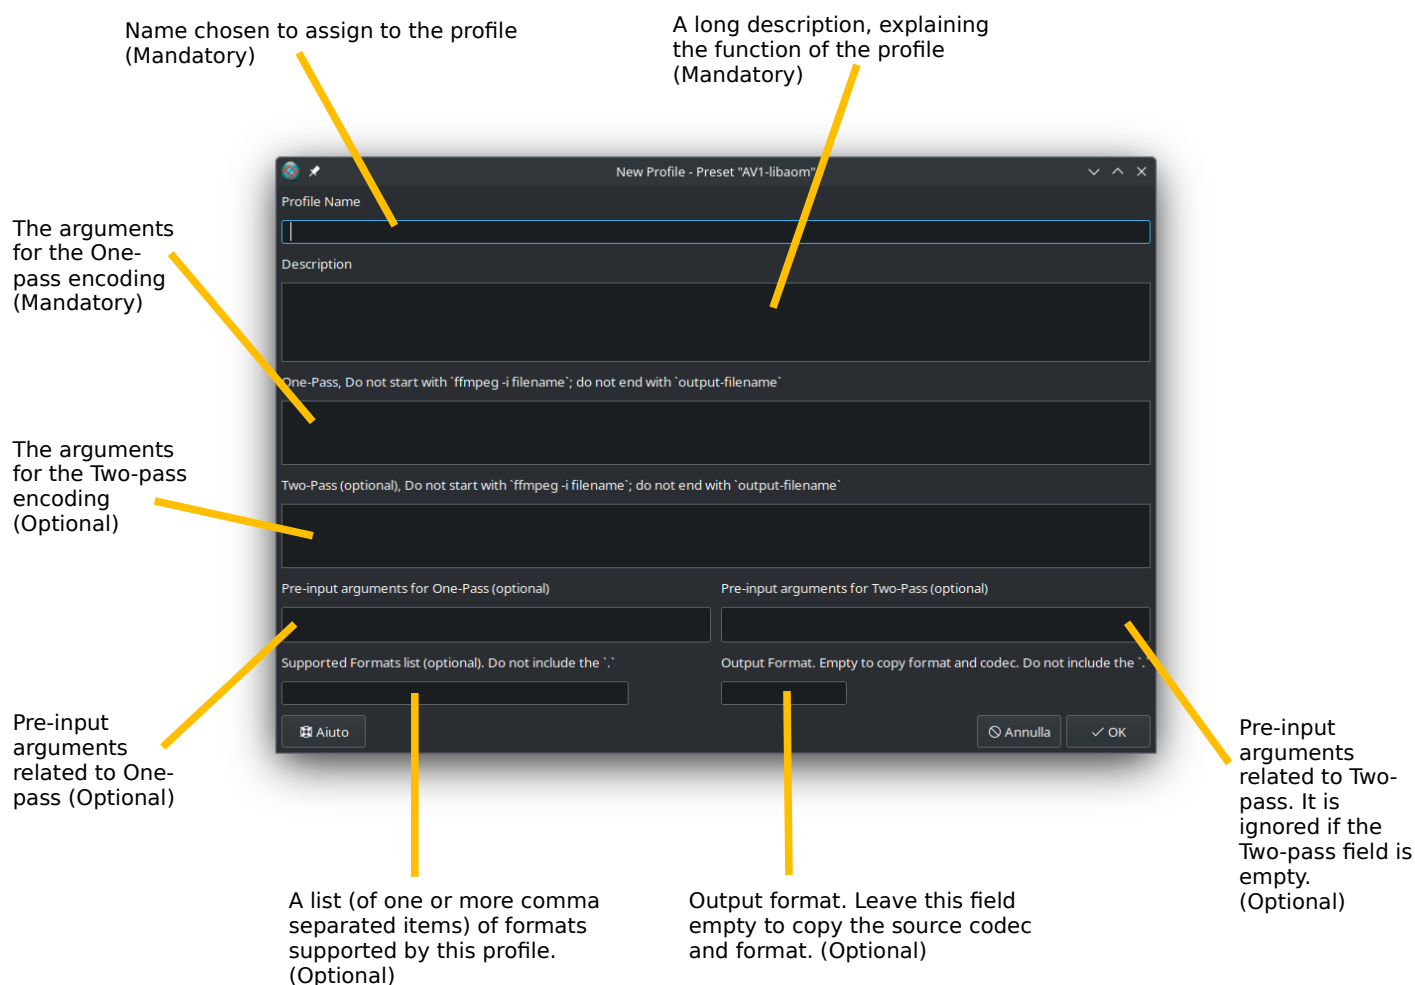 Name chosen to assign to the profile
(Mandatory)
A long description, explaining
the function of the profile
(Mandatory)
New Profile - Preset "AV1-libaom"
Profile Name
The arguments
for the One-
pass encoding
(Mandatory)
Description
One-Pass, Do not start with `ffmpeg -i filename`; do not end with `output-filename`
The arguments
for the Two-pass
encoding
(Optional)
Two-Pass (optional), Do not start with `ffmpeg -i filename`; do not end with `output-filename`
Pre-input arguments for One-Pass (optional)
Pre-input arguments for Two-Pass (optional)
Supported Formats list (optional). Do not include the `.`
Output Format. Empty to copy format and codec. Do not include the `.`
Aiuto
Annulla
OK
Pre-input
arguments
related to One-
pass (Optional)
Pre-input
arguments
related to Two-
pass. It is
ignored if the
Two-pass field is
empty.
(Optional)
A list (of one or more comma
separated items) of formats
supported by this profile.
(Optional)
Output format. Leave this field
empty to copy the source codec
and format. (Optional)